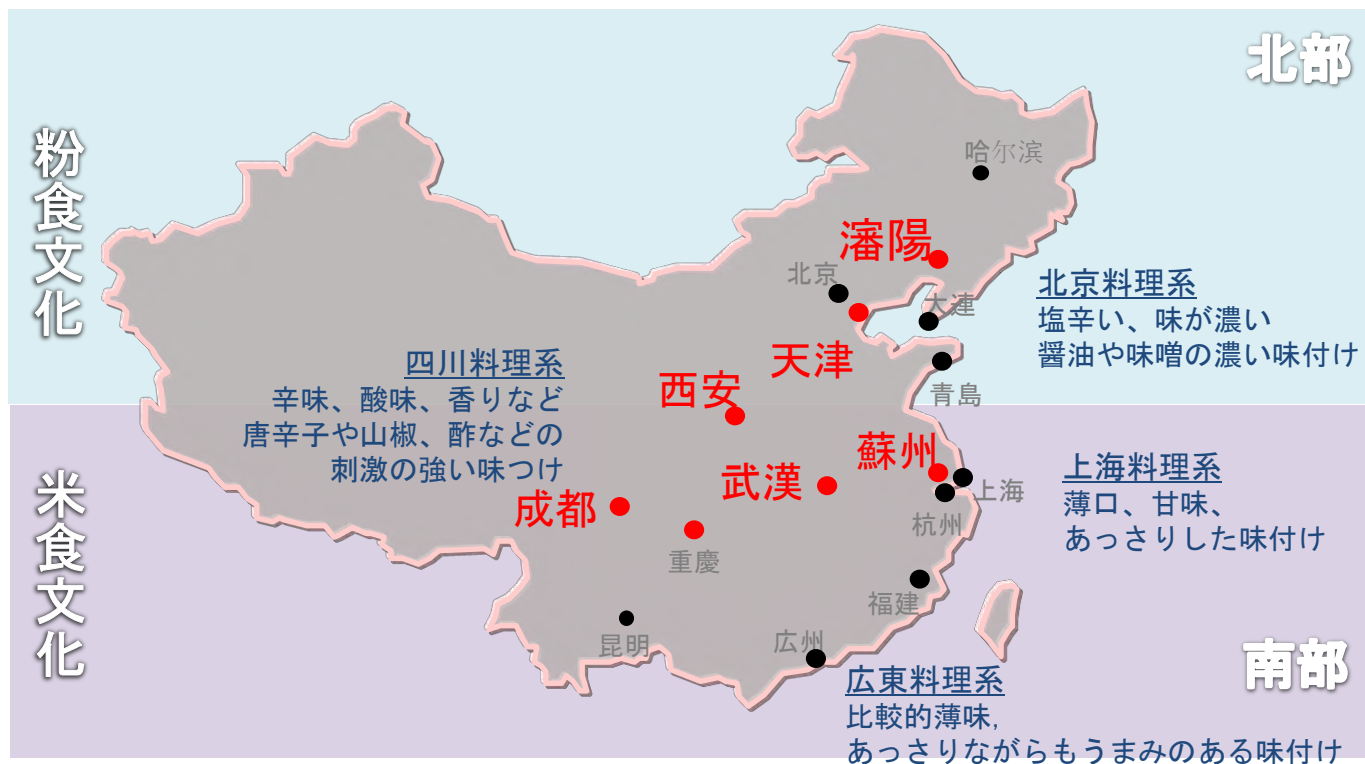 北部
粉食文化
哈尔滨
瀋陽
北京
大連
北京料理系
塩辛い、味が濃い
醤油や味噌の濃い味付け
天津
四川料理系
辛味、酸味、香りなど
唐辛子や山椒、酢などの
刺激の強い味つけ
西安
青島
蘇州
武漢
上海
上海料理系
薄口、甘味、
あっさりした味付け
成都
杭州
重慶
米食文化
福建
昆明
広州
南部
広東料理系
比較的薄味,
あっさりながらもうまみのある味付け